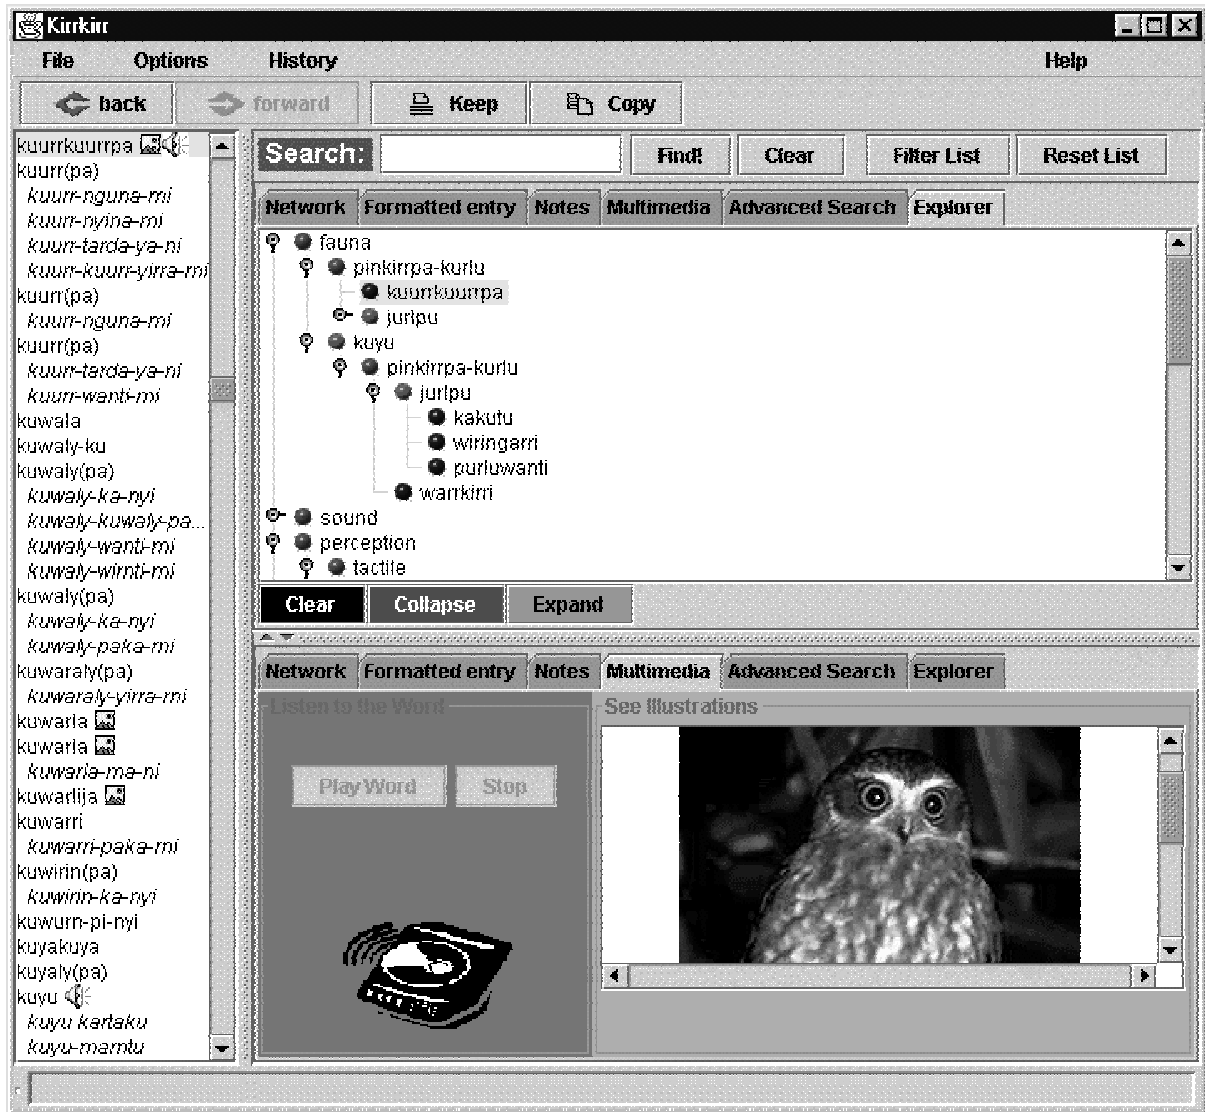 Kirrkirr
File Options History Help
back forward Keep Copy
kuurrkuurrpa
kuurr(pa)
kuurr-nguna-mi
kuurr-nyina-mi
kuurr-tarda-ya-ni
kuurr-kuurr-yirra-rni
kuurr(pa)
kuurr-nguna-mi
kuurr(pa)
kuurr-tarda-ya-ni
kuurr-wanti-mi
kuwala
kuwaly-ku
kuwaly(pa)
kuwaly-ka-nyi
kuwaly-kuwaly-pa...
kuwaly-wanti-mi
kuwaly-wirnti-mi
kuwaly(pa)
kuwaly-ka-nyi
kuwaly-paka-rni
kuwaraly(pa)
kuwaraly-yirra-rni
kuwarla
kuwarla
kuwarla-ma-ni
kuwarlija
kuwarri
kuwarri-paka-rni
kuwirin(pa)
kuwirin-ka-nyi
kuwurn-pi-nyi
kuyakuya
kuyaly(pa)
kuyu
kuyu kartaku
kuyu-marntu
Search: Find! Clear Filter List Reset List
Network Formatted entry Notes Multimedia Advanced Search Explorer
fauna
pinkirrpa-kurlu
kuurrkuurrpa
jurlpu
kuyu
pinkirrpa-kurlu
jurlpu
kakutu
wiringarri
purluwanti
warrkirri
sound
perception
tactile
Clear Collapse Expand
Network Formatted entry Notes Multimedia Advanced Search Explorer
Listen to the Word
Play Word Stop
See Illustrations